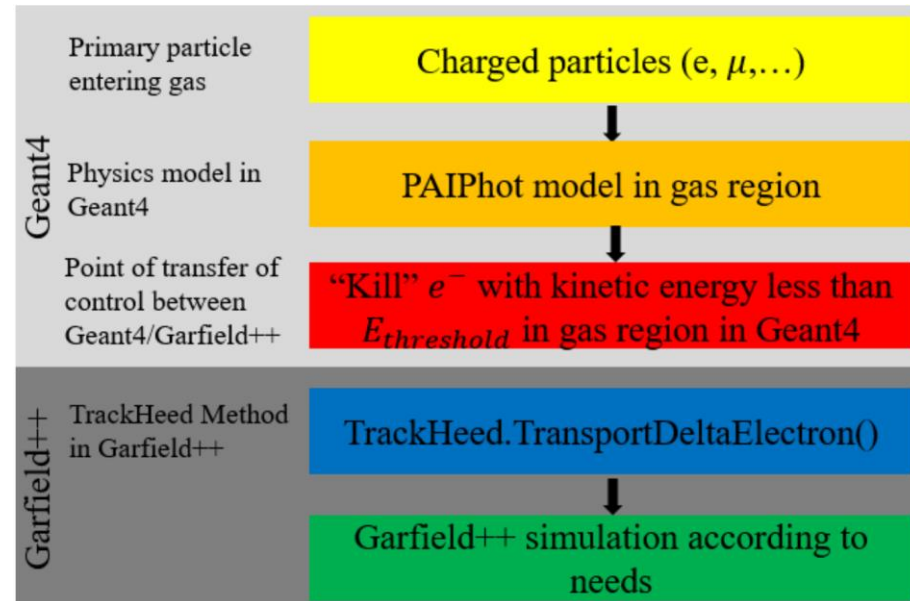 Geant4
Primary particle
entering gas
Charged particles (e, μ,…)
Physics model in
Geant4
PAIPhot model in gas region
Point of transfer of
control between
Geant4/Garfield++
“Kill” e⁻ with kinetic energy less than
E_threshold in gas region in Geant4
Garfield++
TrackHeed Method
in Garfield++
TrackHeed.TransportDeltaElectron()
Garfield++ simulation according to
needs